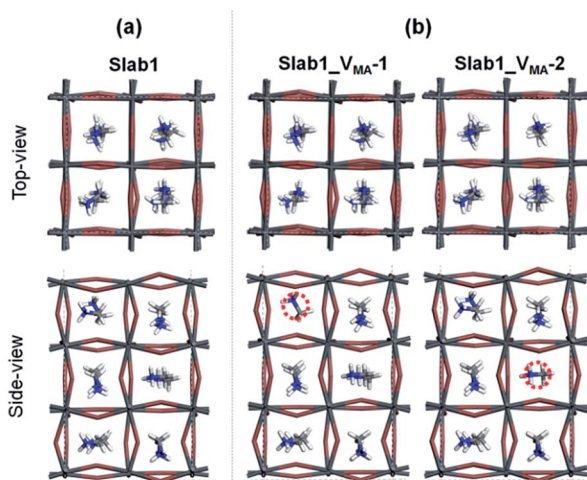 (a)
(b)
Slab1
Slab1_VMA-1
Slab1_VMA-2
Top-view
Side-view